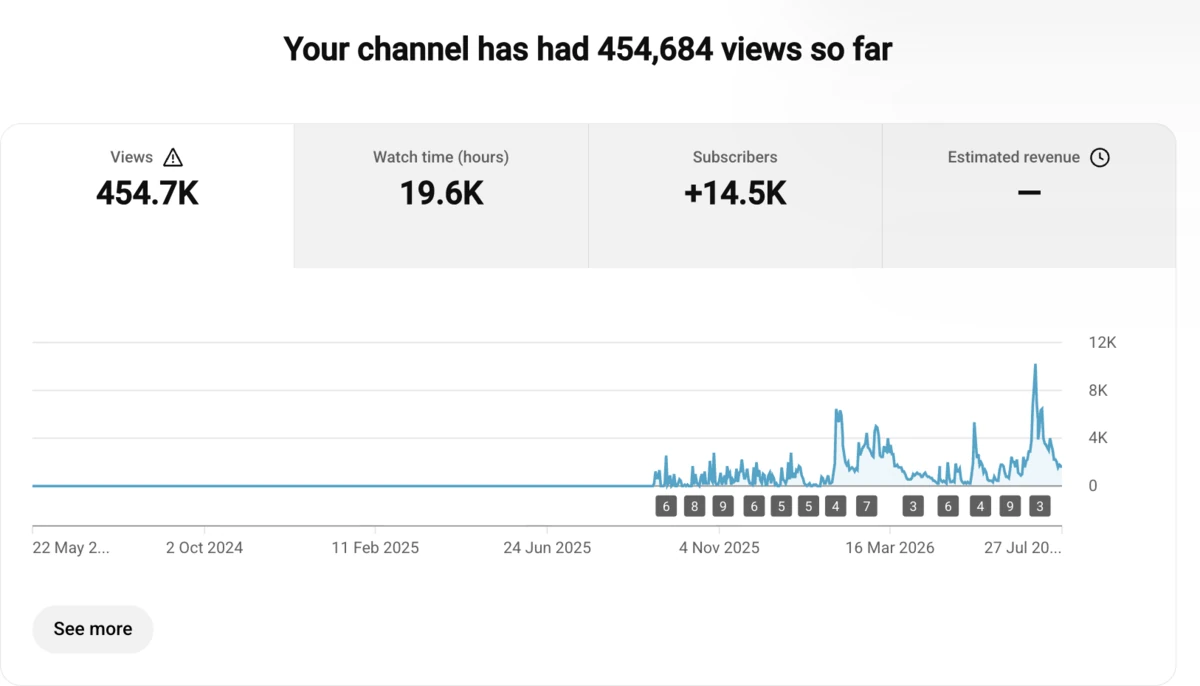 Your channel has had 454,684 views so far
Views
454.7K
Watch time (hours)
19.6K
Subscribers
+14.5K
Estimated revenue
—
12K
8K
4K
0
6 8 9 6 5 5 4 7 3 6 4 9 3
22 May 2... 2 Oct 2024 11 Feb 2025 24 Jun 2025 4 Nov 2025 16 Mar 2026 27 Jul 20...
See more